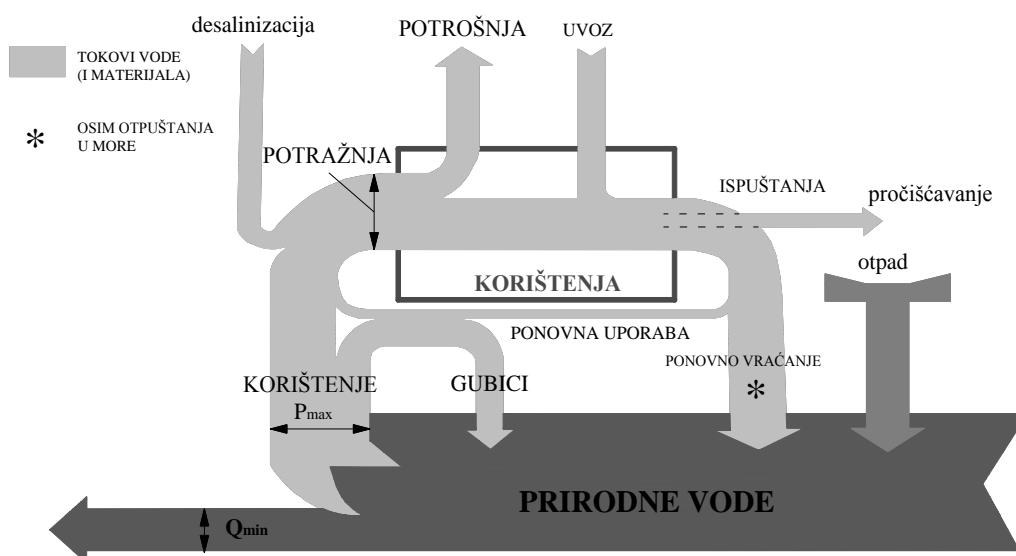 desalinizacija
POTROŠNJA
UVOZ
TOKOVI VODE
(I MATERIJALA)
*
OSIM OTPUŠTANJA
U MORE
POTRAŽNJA
ISPUŠTANJA
pročišćavanje
otpad
KORIŠTENJA
PONOVNA UPORABA
PONOVNO VRAĆANJE
*
KORIŠTENJE
GUBICI
Pmax
PRIRODNE VODE
Qmin